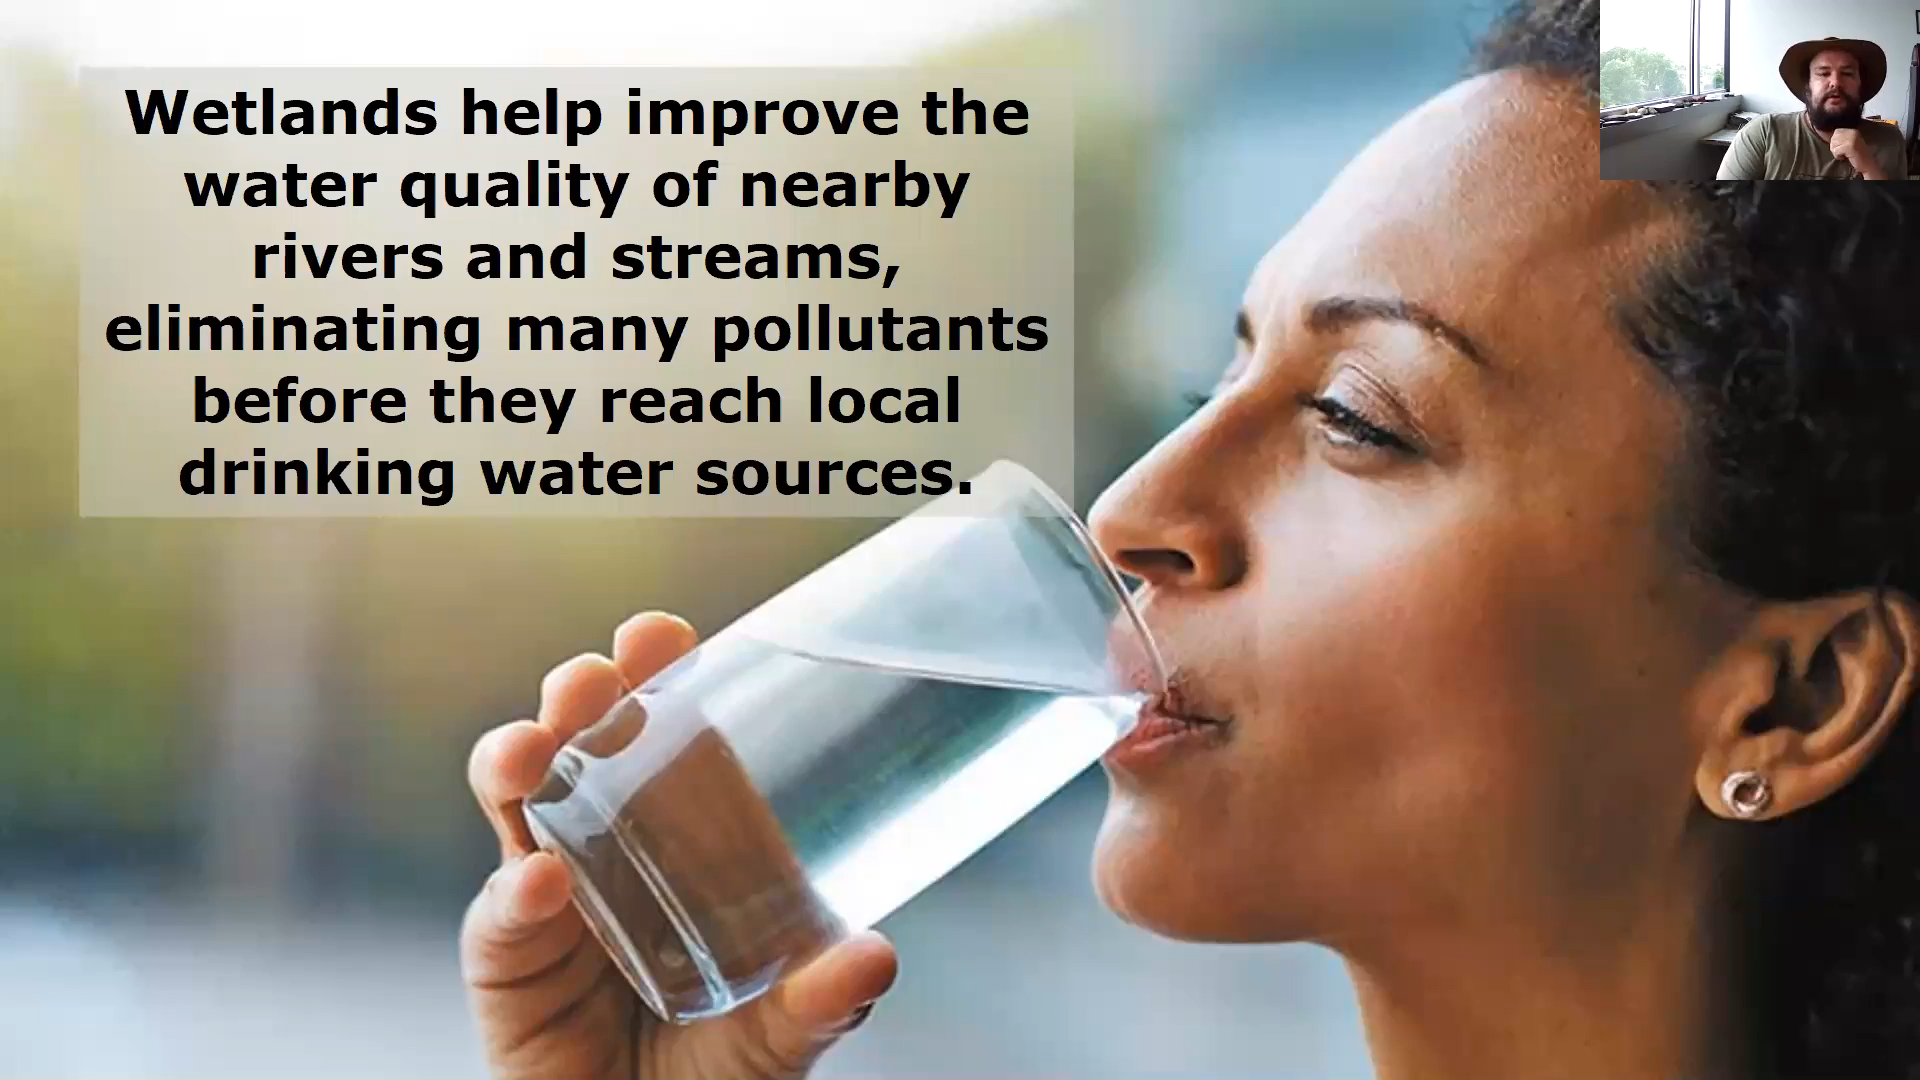 Wetlands help improve the
water quality of nearby
rivers and streams,
eliminating many pollutants
before they reach local
drinking water sources.